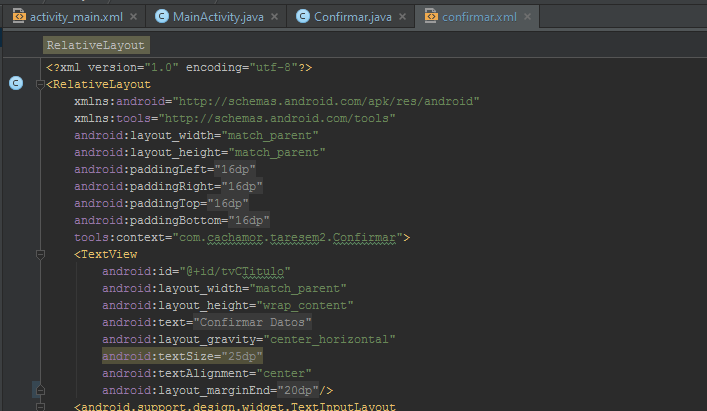 activity_main.xml × MainActivity.java × Confirmar.java × confirmar.xml ×
RelativeLayout
<?xml version="1.0" encoding="utf-8"?>
<RelativeLayout
xmlns:android="http://schemas.android.com/apk/res/android"
xmlns:tools="http://schemas.android.com/tools"
android:layout_width="match_parent"
android:layout_height="match_parent"
android:paddingLeft="16dp"
android:paddingRight="16dp"
android:paddingTop="16dp"
android:paddingBottom="16dp"
tools:context="com.cachamor.taresem2.Confirmar">
<TextView
android:id="@+id/tvCTitulo"
android:layout_width="match_parent"
android:layout_height="wrap_content"
android:text="Confirmar Datos"
android:layout_gravity="center_horizontal"
android:textSize="25dp"
android:textAlignment="center"
android:layout_marginEnd="20dp"/>
<android.support.design.widget.TextInputLayout